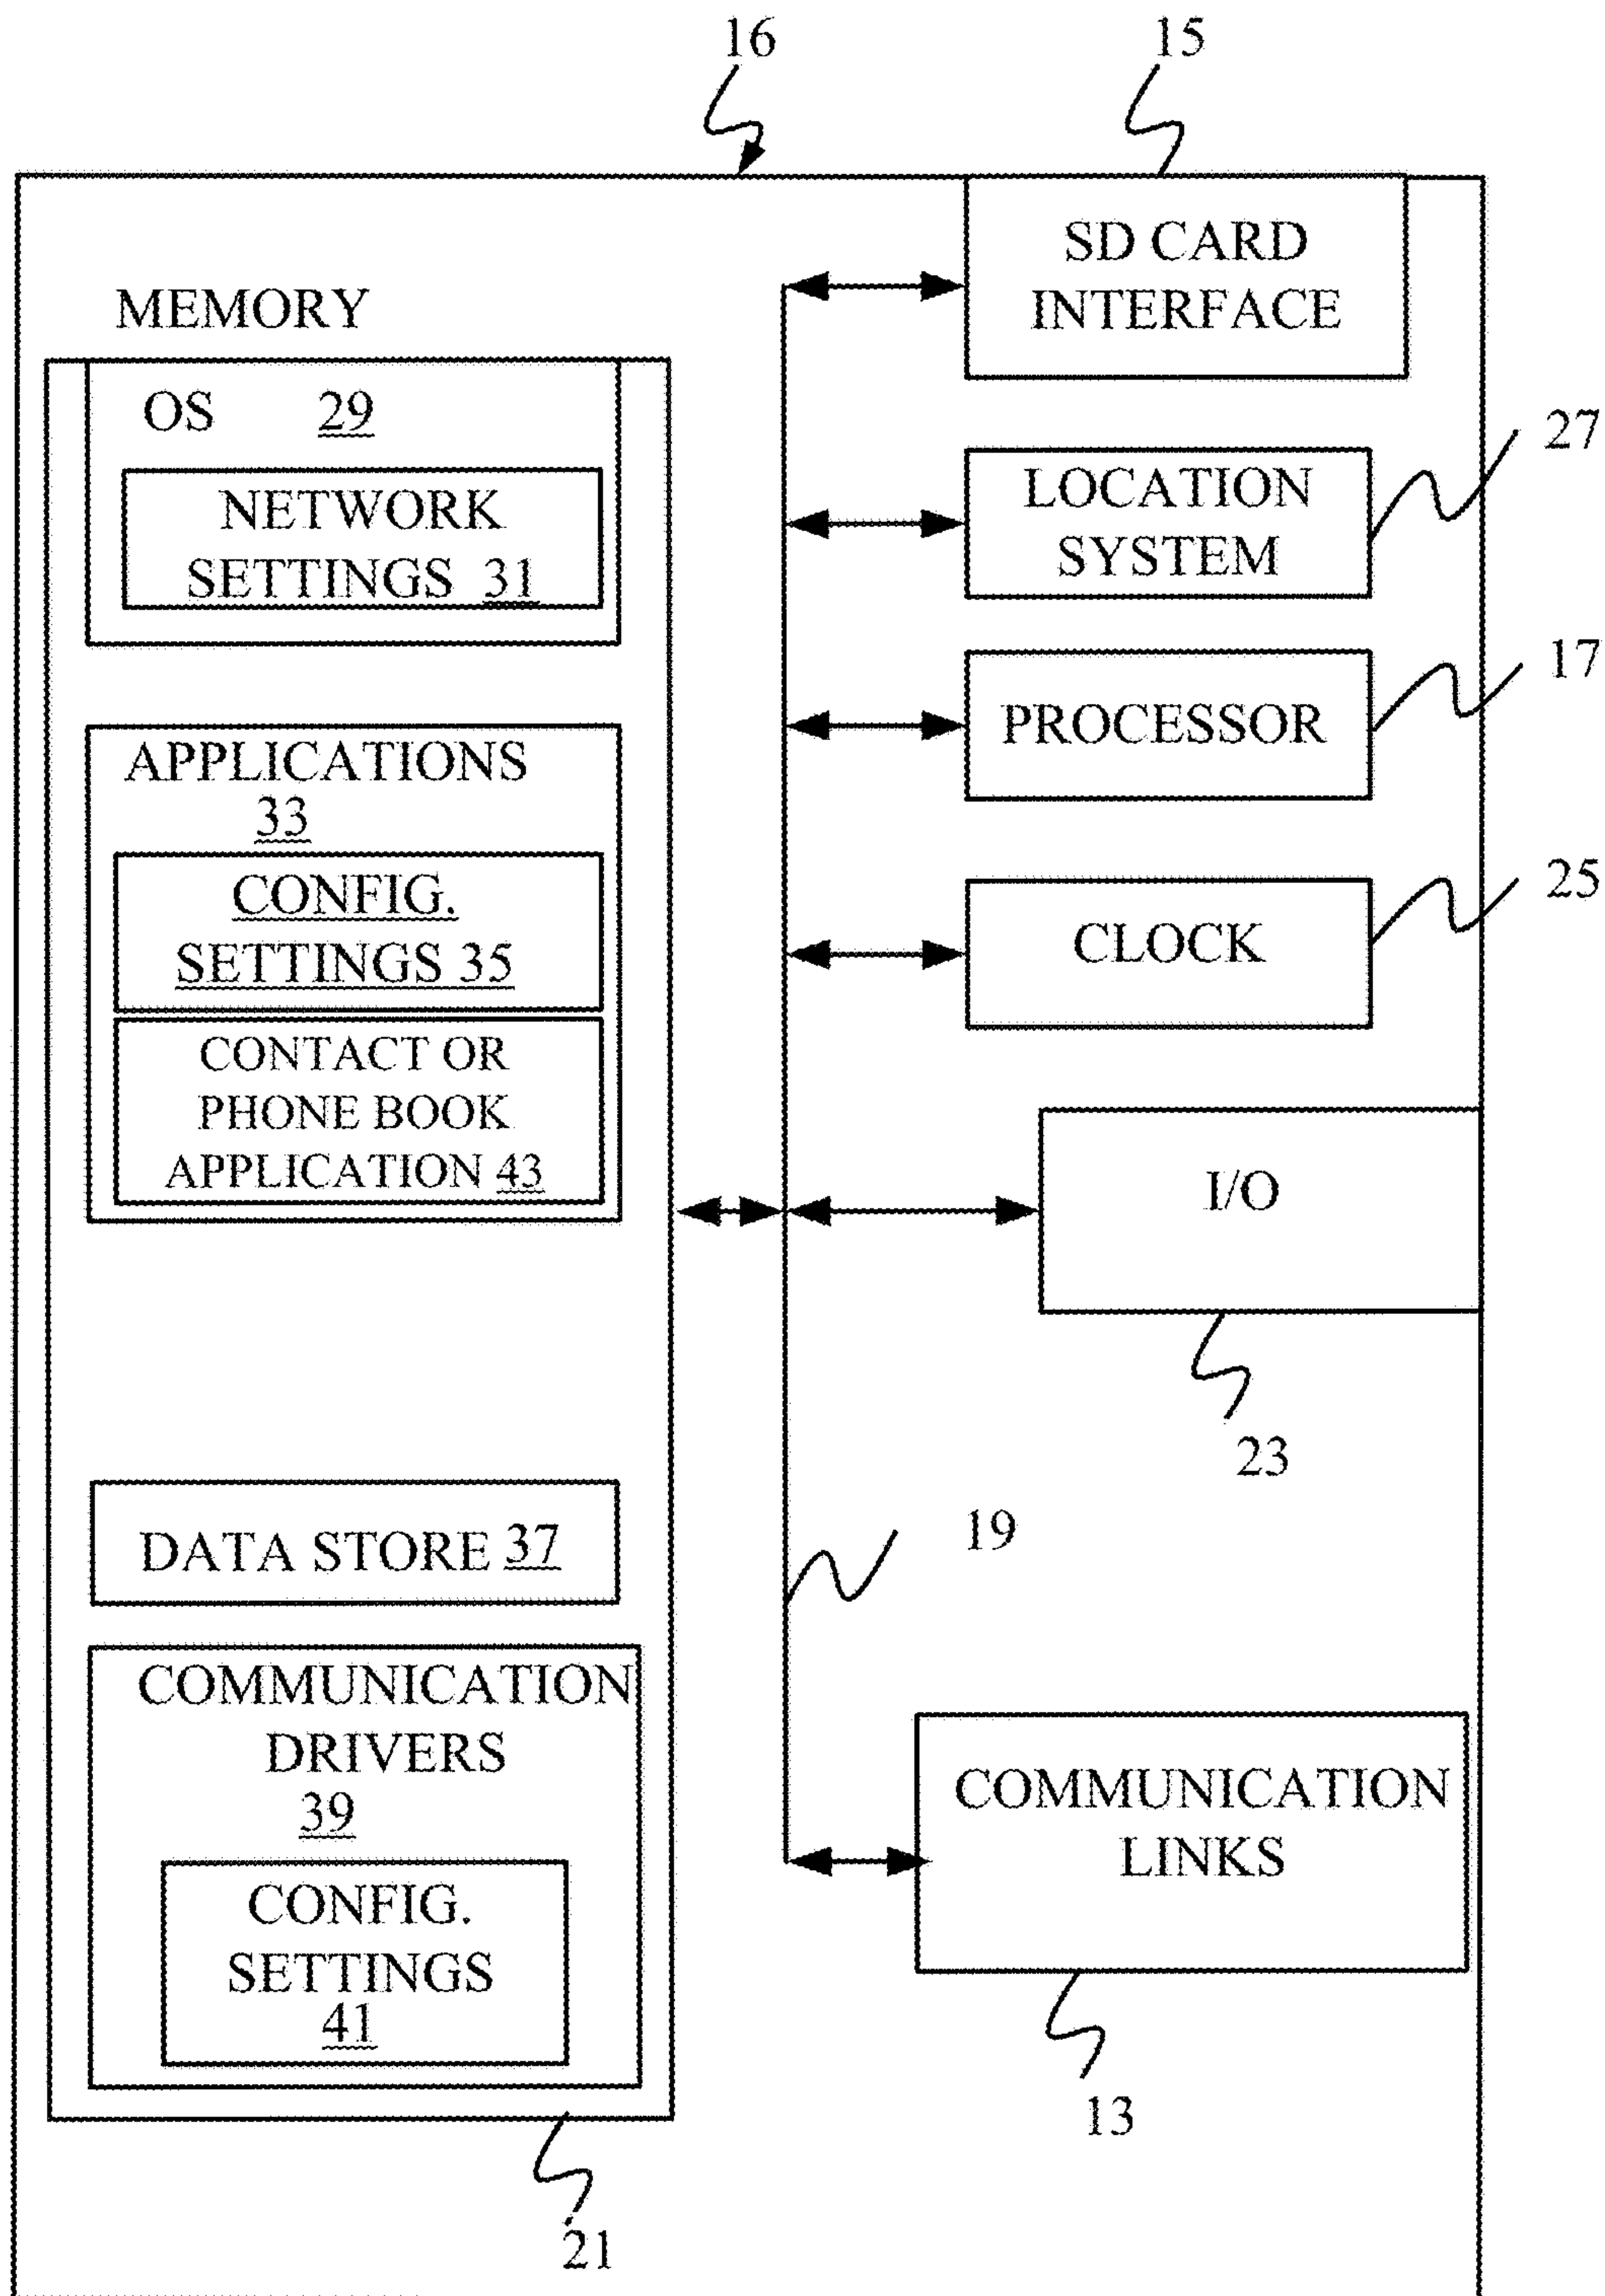 16
15
SD CARD
INTERFACE
MEMORY
OS 29
NETWORK
SETTINGS 31
27
LOCATION
SYSTEM
17
PROCESSOR
APPLICATIONS
33
CONFIG.
SETTINGS 35
25
CLOCK
CONTACT OR
PHONE BOOK
APPLICATION 43
I/O
23
19
DATA STORE 37
COMMUNICATION
DRIVERS
39
CONFIG.
SETTINGS
41
COMMUNICATION
LINKS
13
21